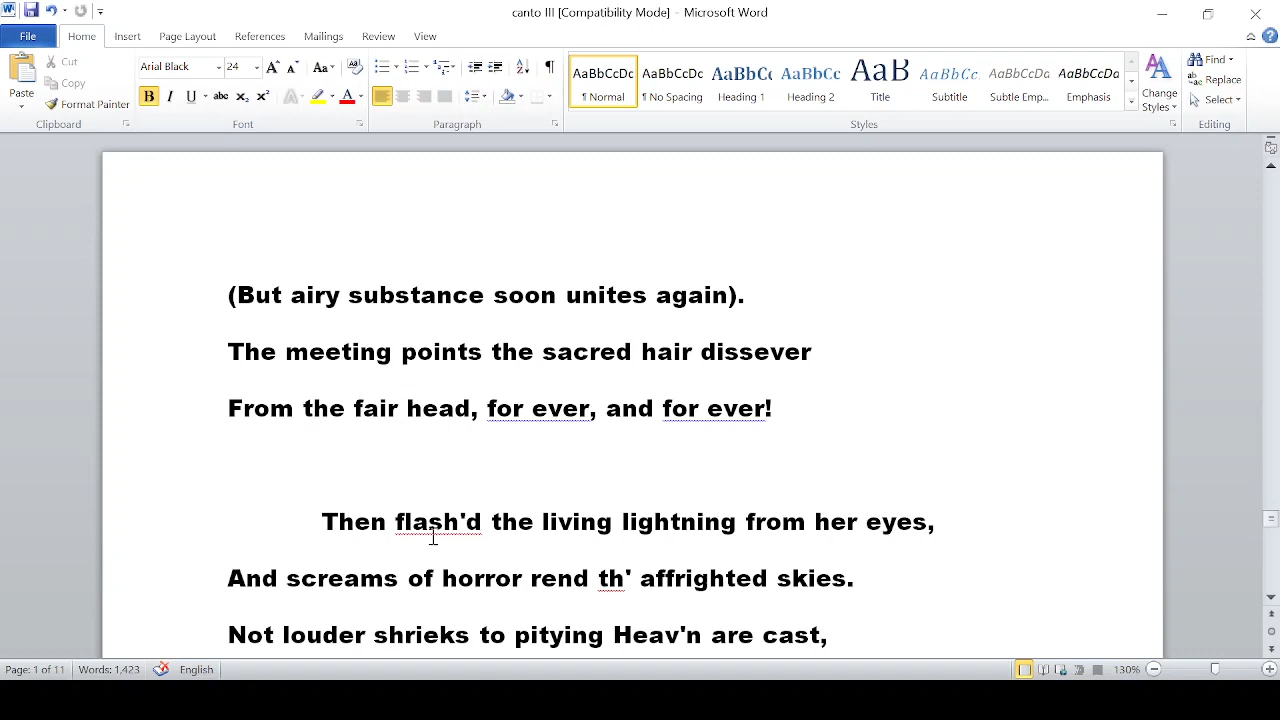 canto III [Compatibility Mode] - Microsoft Word
File Home Insert Page Layout References Mailings Review View
Paste
Cut
Copy
Format Painter
Clipboard
Arial Black 24
Font
Paragraph
AaBbCcDc AaBbCcDc AaBbCc AaBbCc AaB AaBbCc. AaBbCcDc AaBbCcDc
¶ Normal ¶ No Spacing Heading 1 Heading 2 Title Subtitle Subtle Emp... Emphasis
Change Styles
Styles
Find
Replace
Select
Editing
(But airy substance soon unites again).
The meeting points the sacred hair dissever
From the fair head, for ever, and for ever!
Then flash'd the living lightning from her eyes,
And screams of horror rend th' affrighted skies.
Not louder shrieks to pitying Heav'n are cast,
Page: 1 of 11 Words: 1,423 English 130%